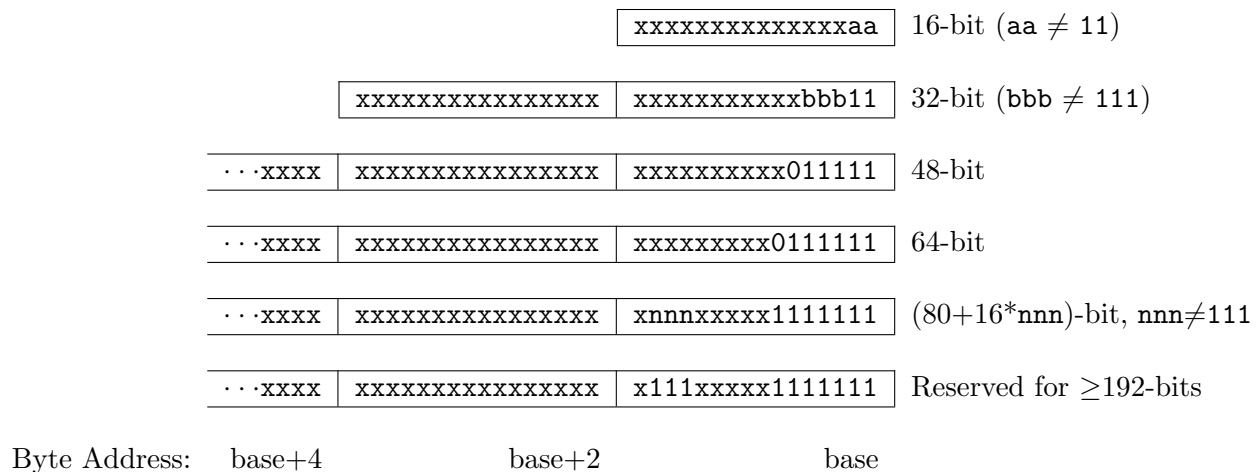 xxxxxxxxxxxxxxaa 16-bit (aa ≠ 11)
xxxxxxxxxxxxxxxx xxxxxxxxxxxbbb11 32-bit (bbb ≠ 111)
···xxxx xxxxxxxxxxxxxxxx xxxxxxxxxx011111 48-bit
···xxxx xxxxxxxxxxxxxxxx xxxxxxxxx0111111 64-bit
···xxxx xxxxxxxxxxxxxxxx xnnnxxxxx1111111 (80+16*nnn)-bit, nnn≠111
···xxxx xxxxxxxxxxxxxxxx x111xxxxx1111111 Reserved for ≥192-bits
Byte Address: base+4 base+2 base